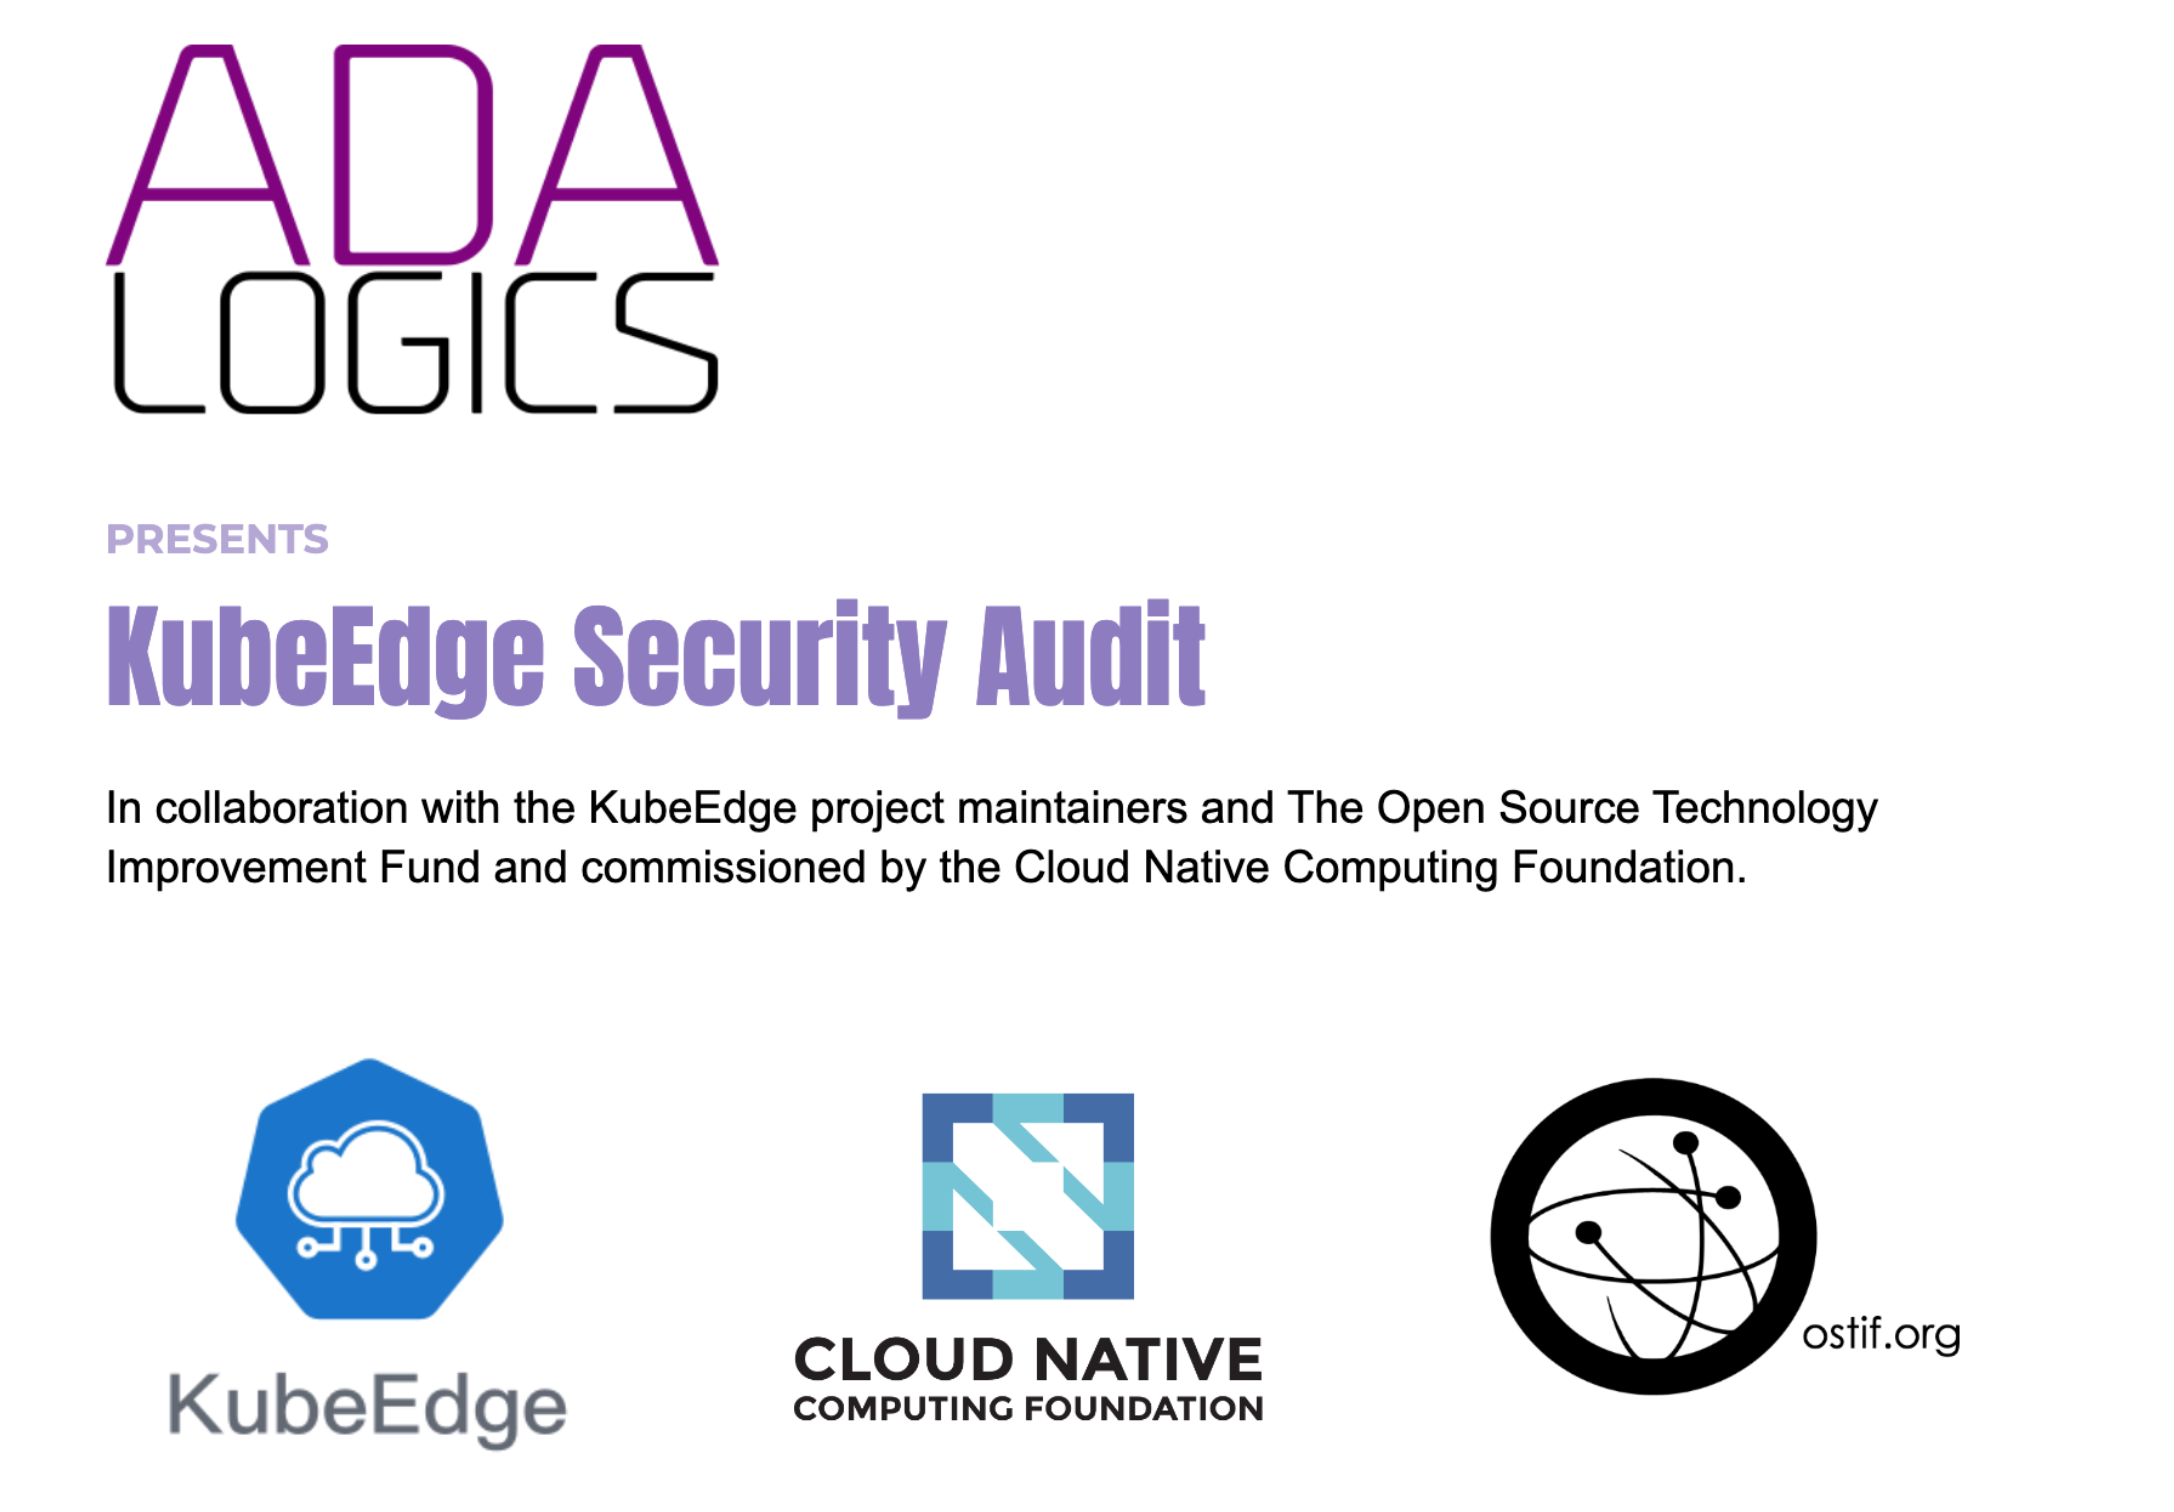 ADA
LOGICS
PRESENTS
KubeEdge Security Audit
In collaboration with the KubeEdge project maintainers and The Open Source Technology
Improvement Fund and commissioned by the Cloud Native Computing Foundation.
KubeEdge
CLOUD NATIVE
COMPUTING FOUNDATION
ostif.org